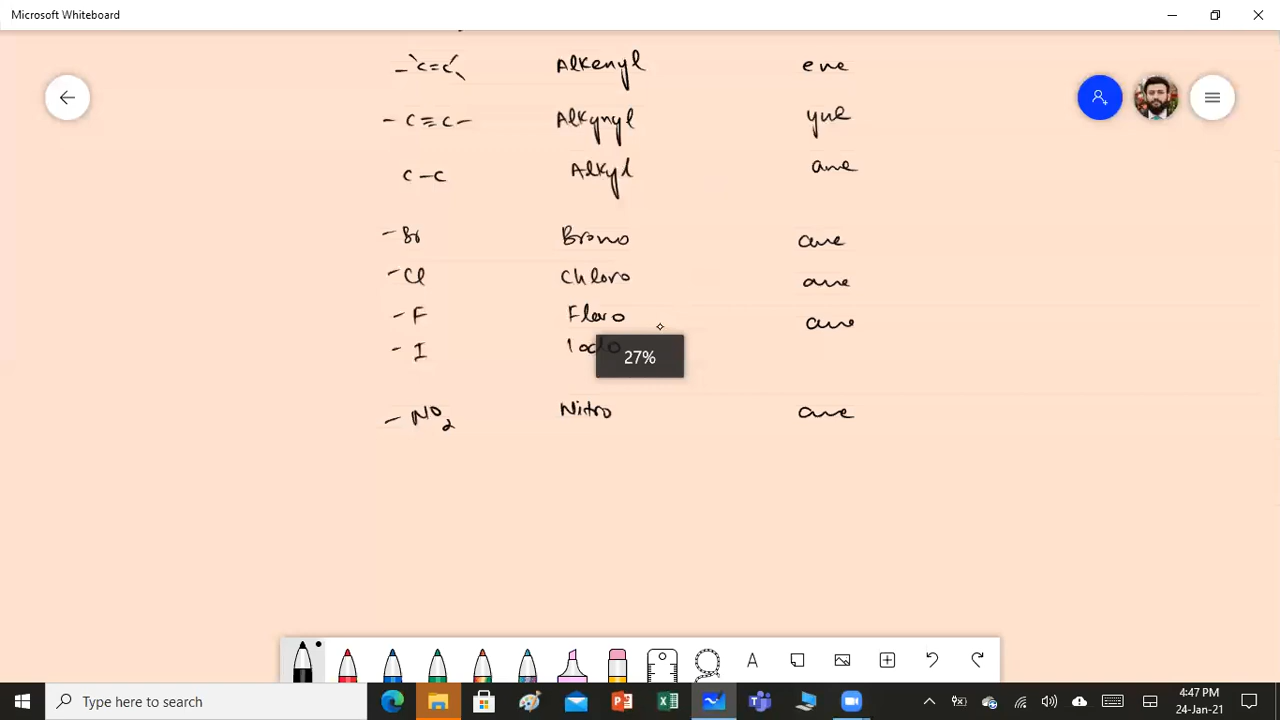 Microsoft Whiteboard
C=C Alkenyl ene
- C≡C- Alkynyl yne
C-C Alkyl ane
-Br Bromo ane
-Cl Chloro ane
-F Floro ane
-I Iodo
27%
-NO2 Nitro ane
A
Type here to search
4:47 PM
24-Jan-21